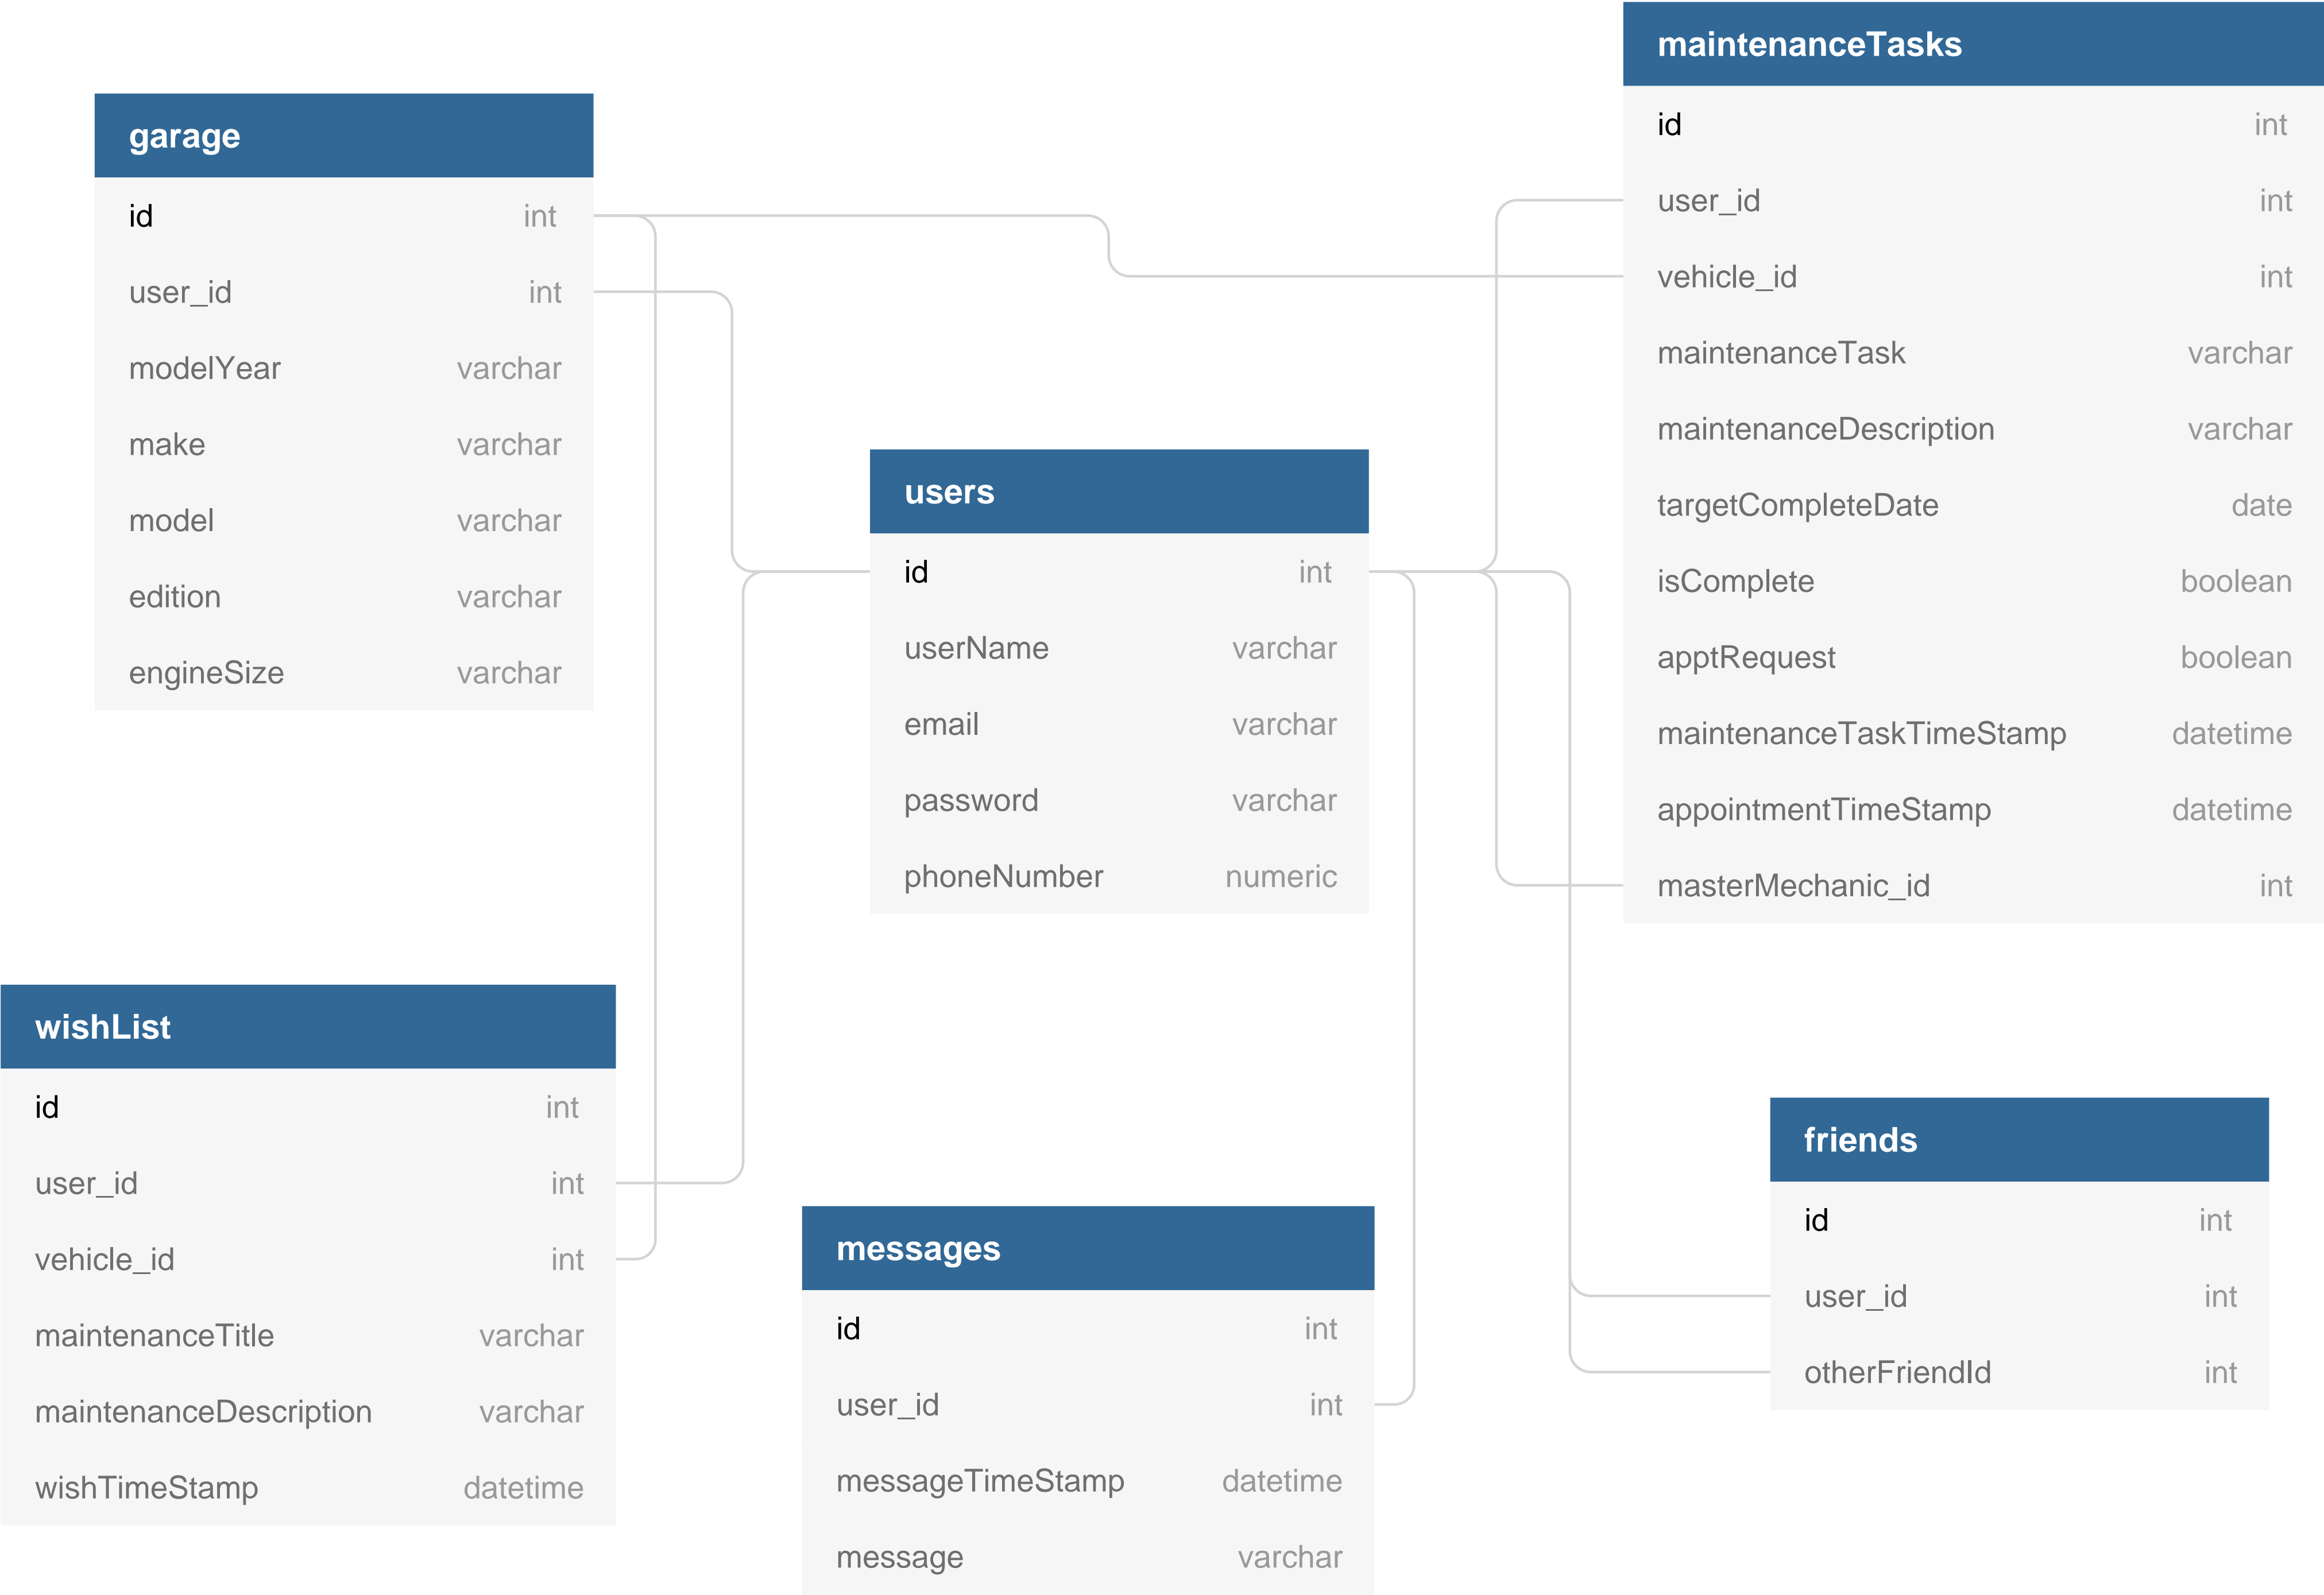 garage
id int
user_id int
modelYear varchar
make varchar
model varchar
edition varchar
engineSize varchar
users
id int
userName varchar
email varchar
password varchar
phoneNumber numeric
maintenanceTasks
id int
user_id int
vehicle_id int
maintenanceTask varchar
maintenanceDescription varchar
targetCompleteDate date
isComplete boolean
apptRequest boolean
maintenanceTaskTimeStamp datetime
appointmentTimeStamp datetime
masterMechanic_id int
wishList
id int
user_id int
vehicle_id int
maintenanceTitle varchar
maintenanceDescription varchar
wishTimeStamp datetime
messages
id int
user_id int
messageTimeStamp datetime
message varchar
friends
id int
user_id int
otherFriendId int